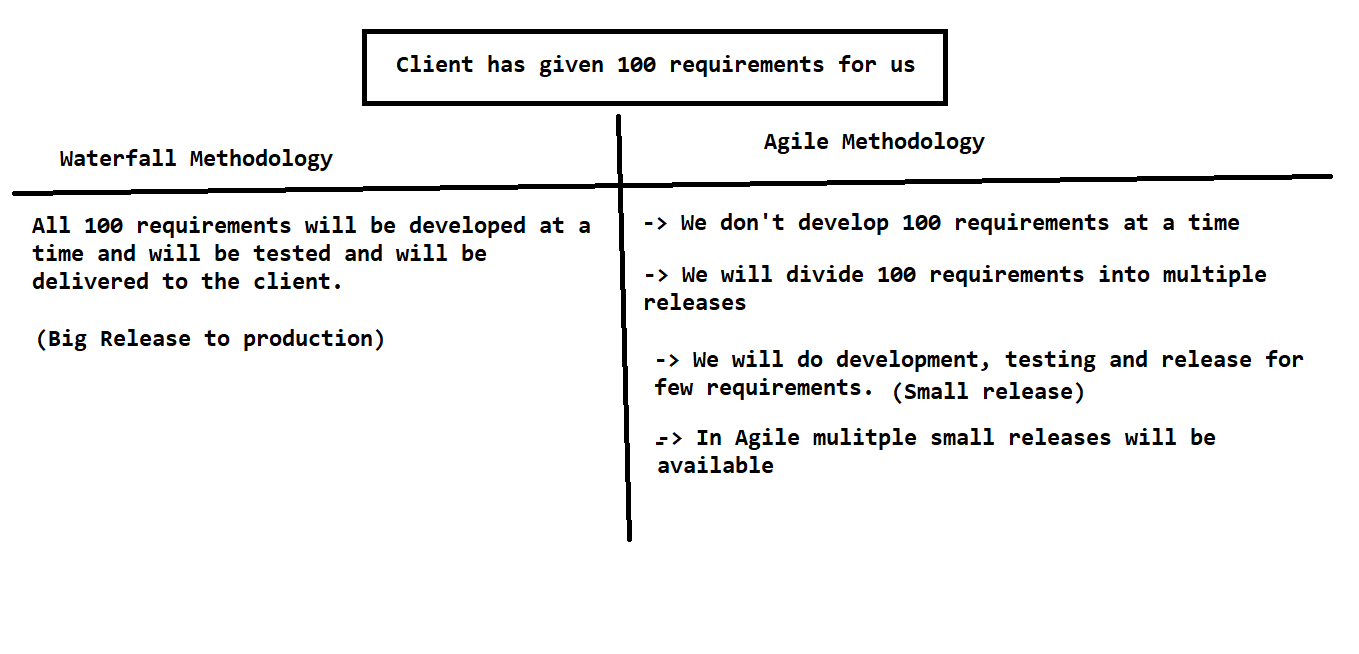 Client has given 100 requirements for us
Waterfall Methodology
All 100 requirements will be developed at a
time and will be tested and will be
delivered to the client.
(Big Release to production)
Agile Methodology
-> We don't develop 100 requirements at a time
-> We will divide 100 requirements into multiple
releases
-> We will do development, testing and release for
few requirements. (Small release)
-> In Agile mulitple small releases will be
available